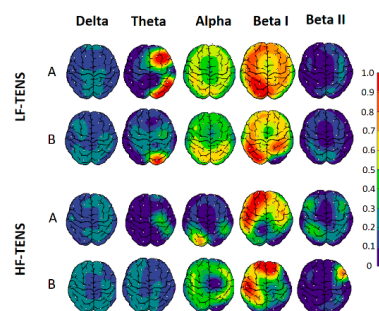 Delta Theta Alpha Beta I Beta II
LF-TENS
A
B
HF-TENS
A
B
1.0
0.9
0.8
0.7
0.6
0.5
0.4
0.3
0.2
0.1
0